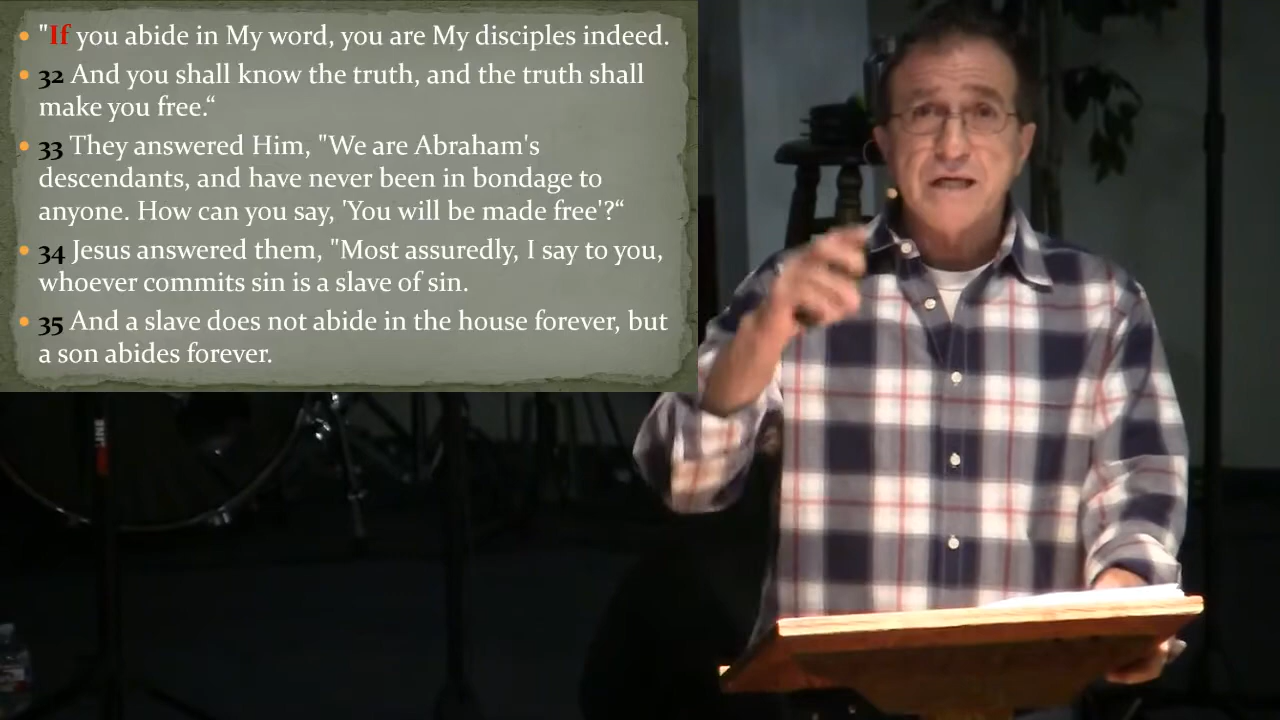 • "If you abide in My word, you are My disciples indeed.
• 32 And you shall know the truth, and the truth shall
make you free.“
• 33 They answered Him, "We are Abraham's
descendants, and have never been in bondage to
anyone. How can you say, 'You will be made free'?“
• 34 Jesus answered them, "Most assuredly, I say to you,
whoever commits sin is a slave of sin.
• 35 And a slave does not abide in the house forever, but
a son abides forever.